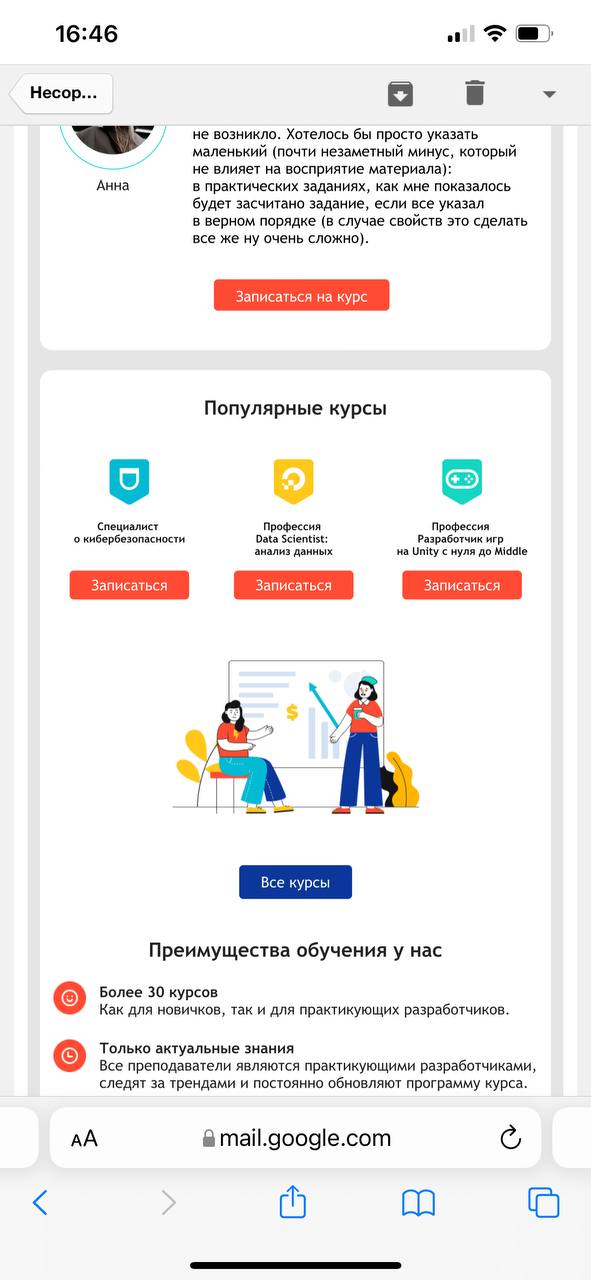 16:46
Несор...
не возникло. Хотелось бы просто указать
маленький (почти незаметный минус, который
не влияет на восприятие материала):
в практических заданиях, как мне показалось
будет засчитано задание, если все указал
в верном порядке (в случае свойств это сделать
все же ну очень сложно).
Анна
Записаться на курс
Популярные курсы
Специалист
о кибербезопасности
Записаться
Профессия
Data Scientist:
анализ данных
Записаться
Профессия
Разработчик игр
на Unity с нуля до Middle
Записаться
$
Все курсы
Преимущества обучения у нас
Более 30 курсов
Как для новичков, так и для практикующих разработчиков.
Только актуальные знания
Все преподаватели являются практикующими разработчиками,
следят за трендами и постоянно обновляют программу курса.
AA
mail.google.com